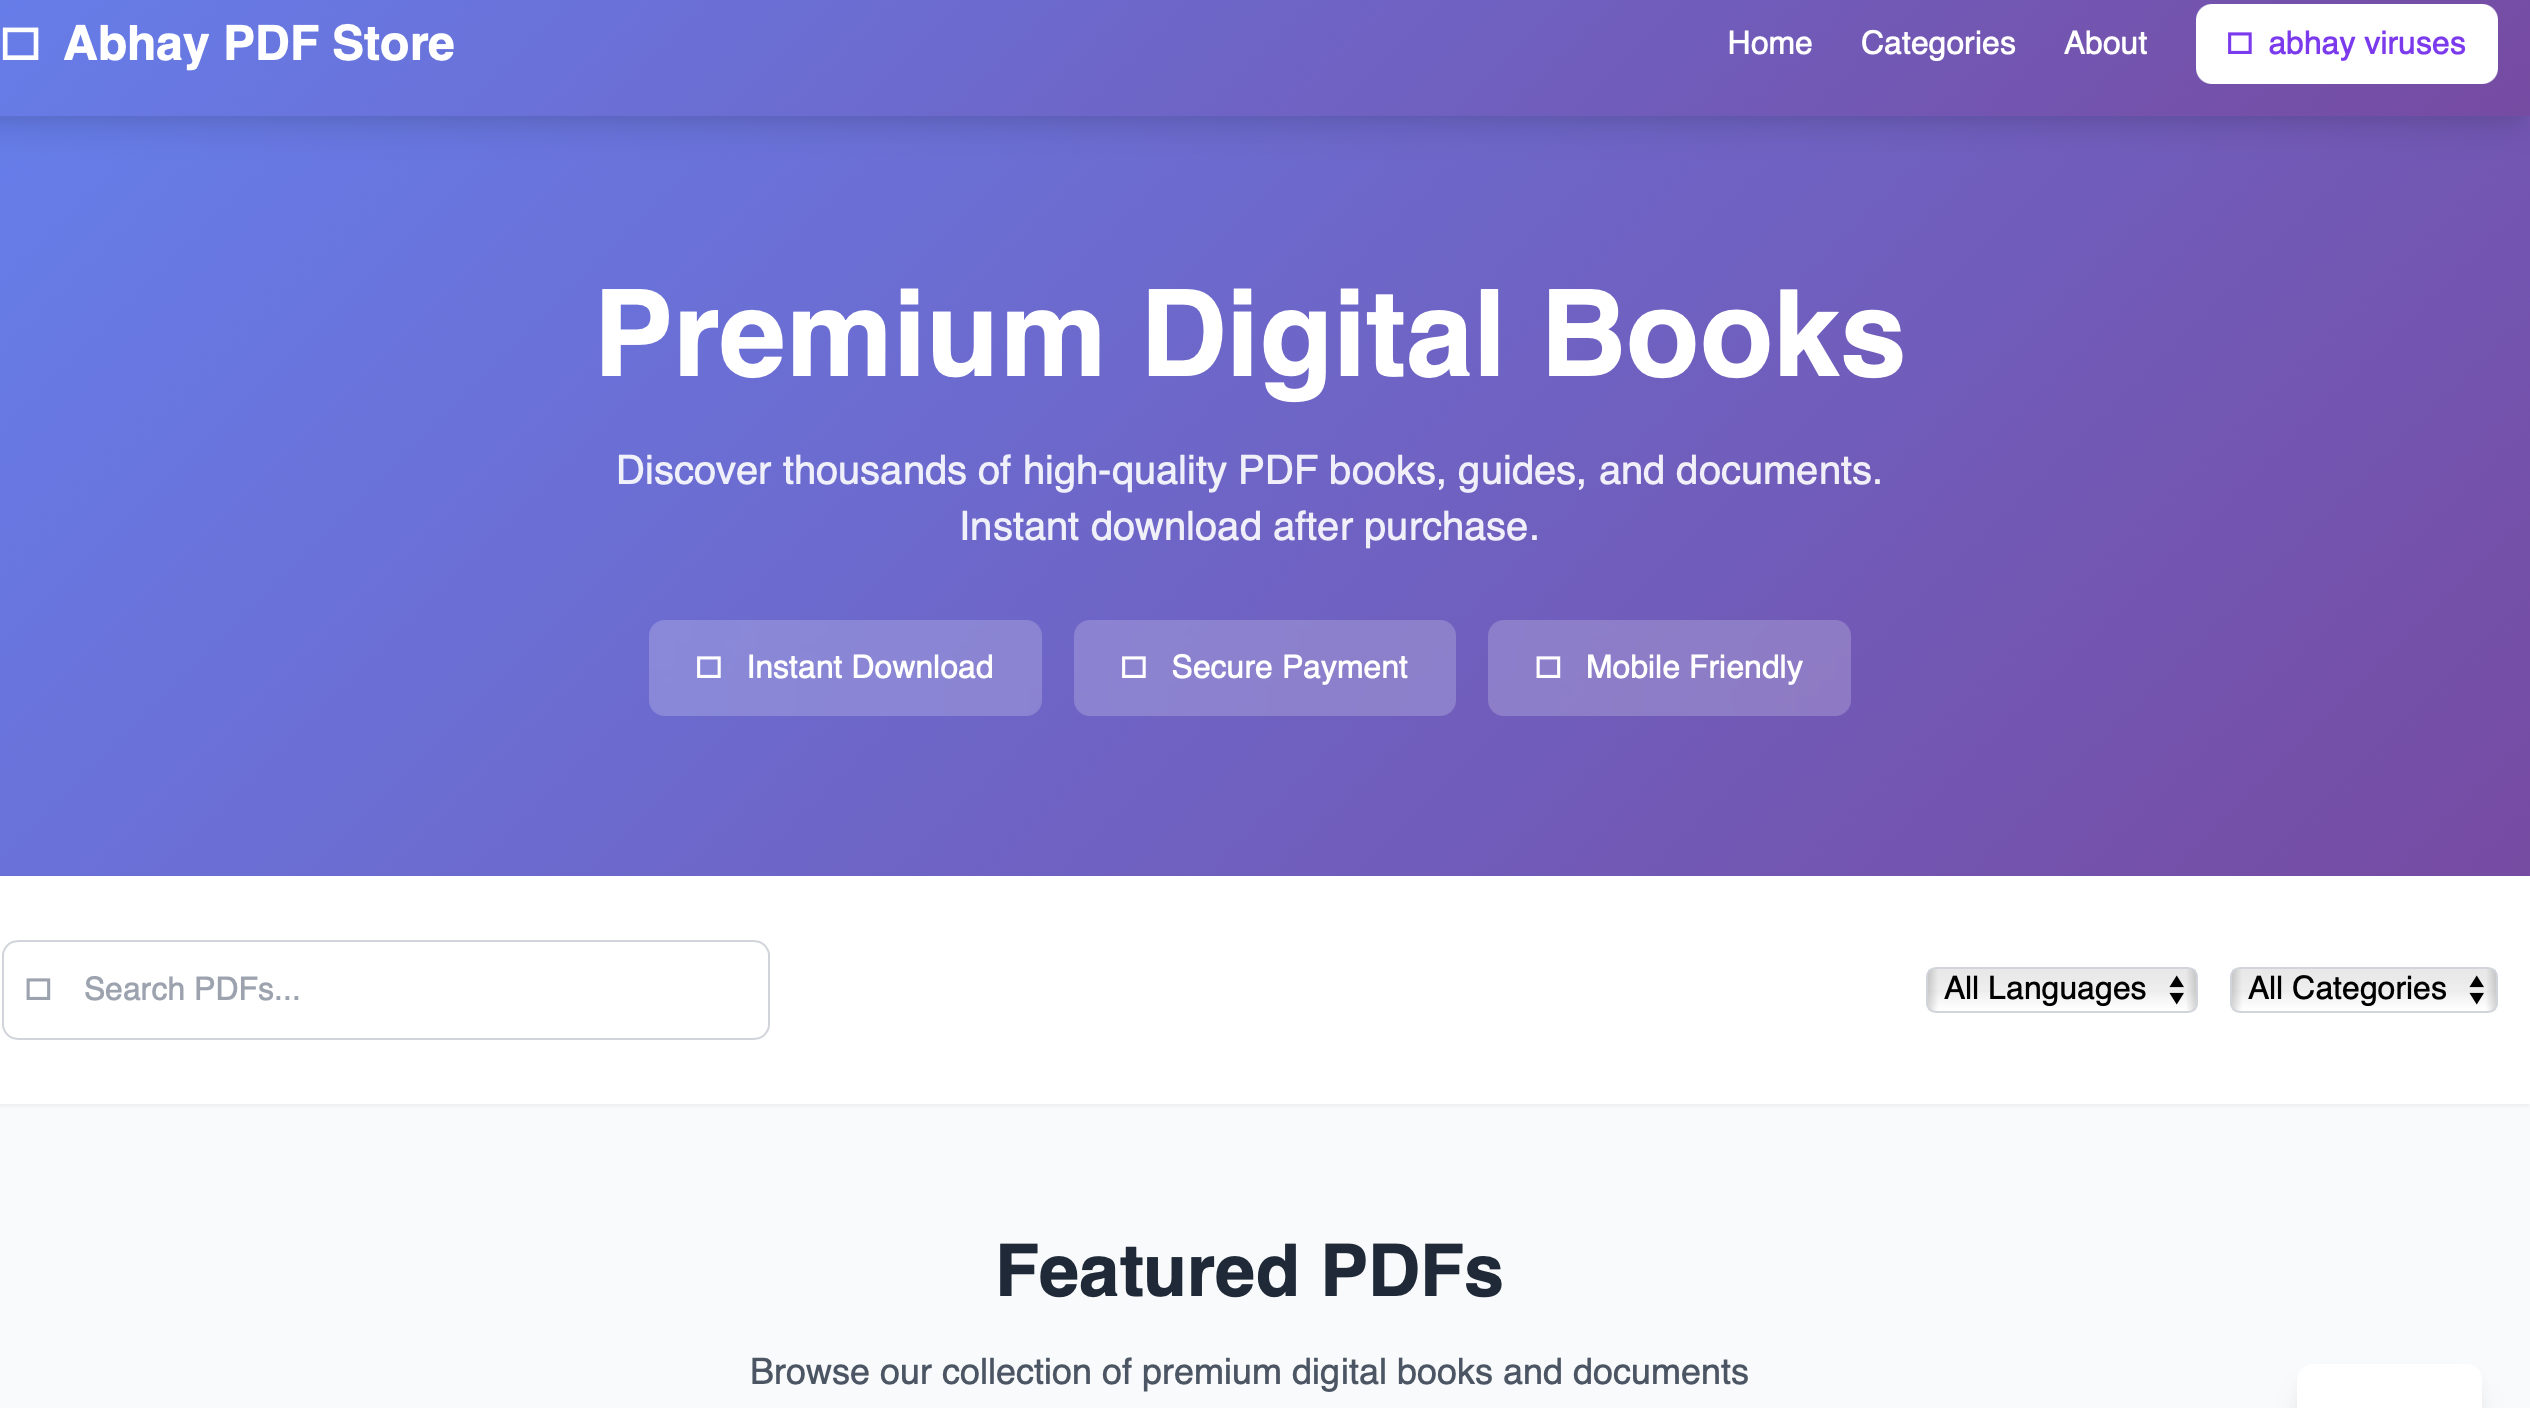 Abhay PDF Store
Home
Categories
About
abhay viruses
Premium Digital Books
Discover thousands of high-quality PDF books, guides, and documents.
Instant download after purchase.
Instant Download
Secure Payment
Mobile Friendly
Search PDFs...
All Languages
All Categories
Featured PDFs
Browse our collection of premium digital books and documents